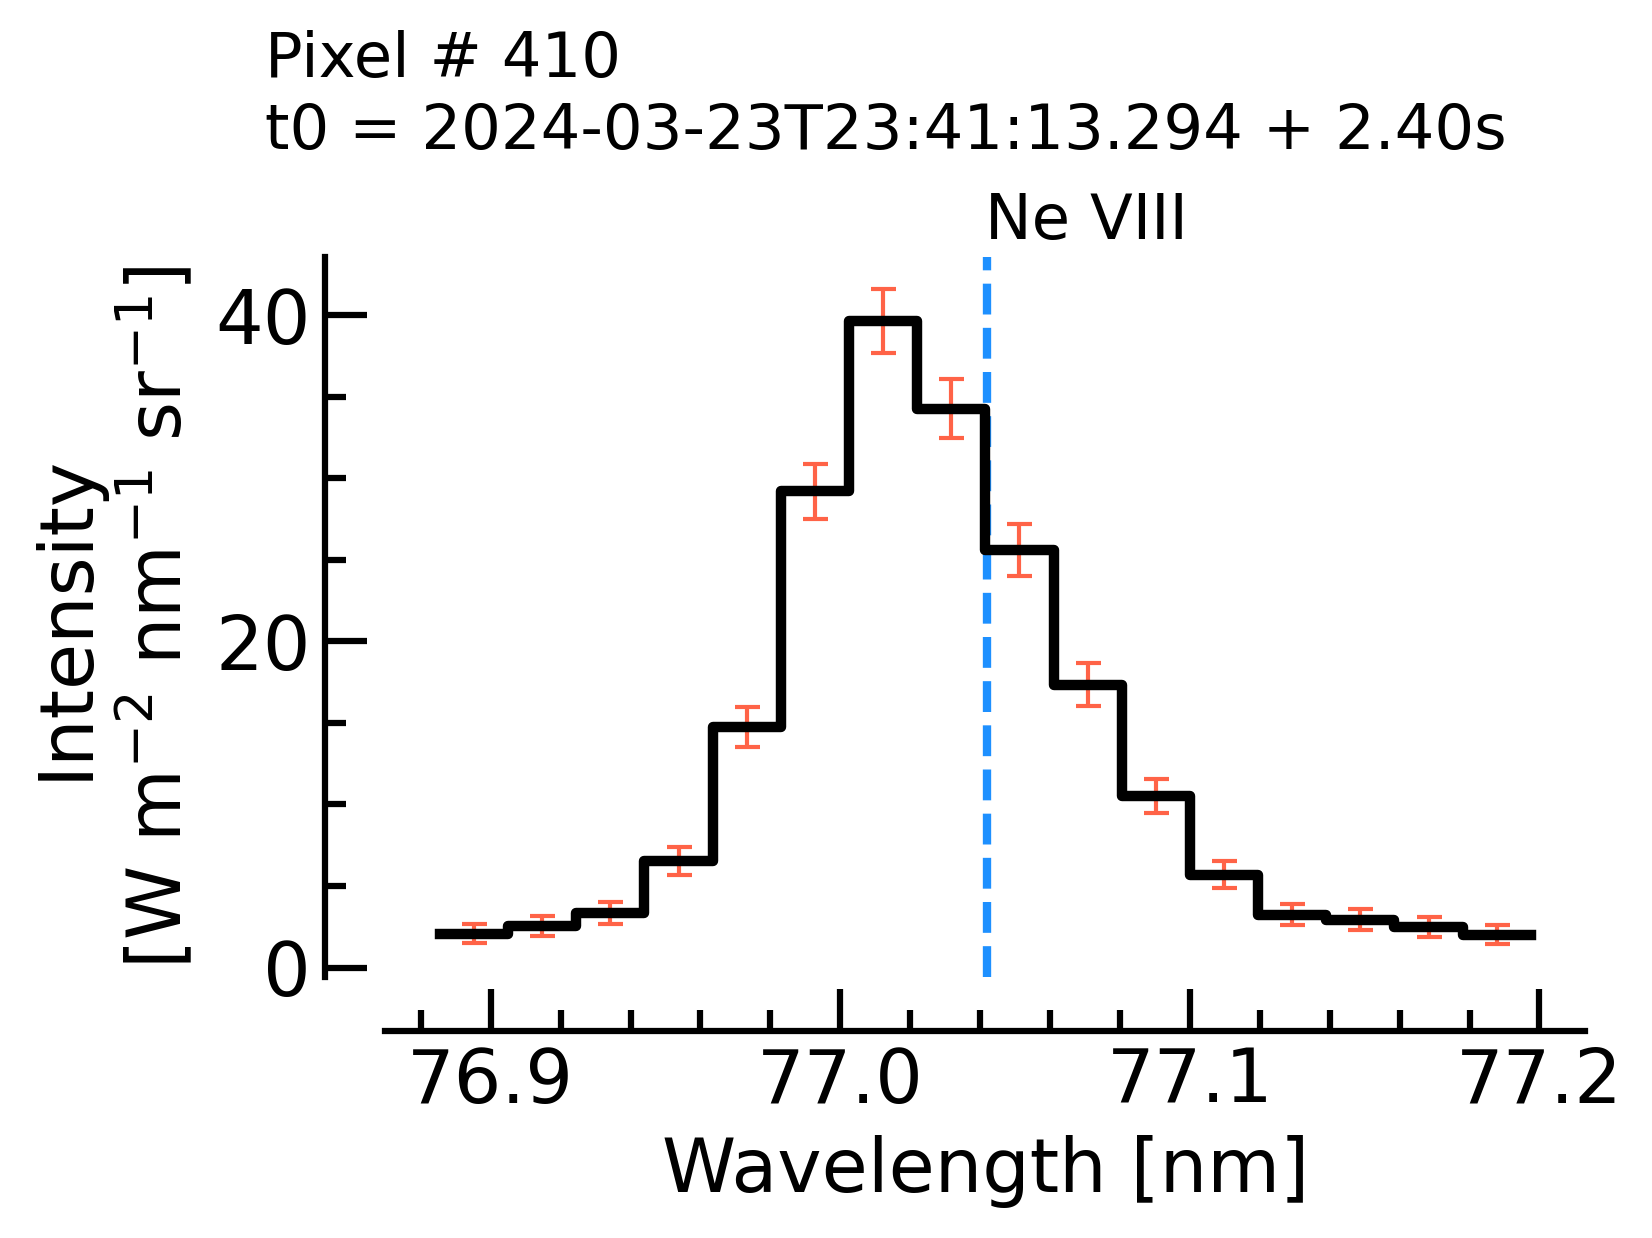 Pixel # 410
t0 = 2024-03-23T23:41:13.294 + 2.40s
Ne VIII
Intensity
[W m⁻² nm⁻¹ sr⁻¹]
40
20
0
76.9 77.0 77.1 77.2
Wavelength [nm]